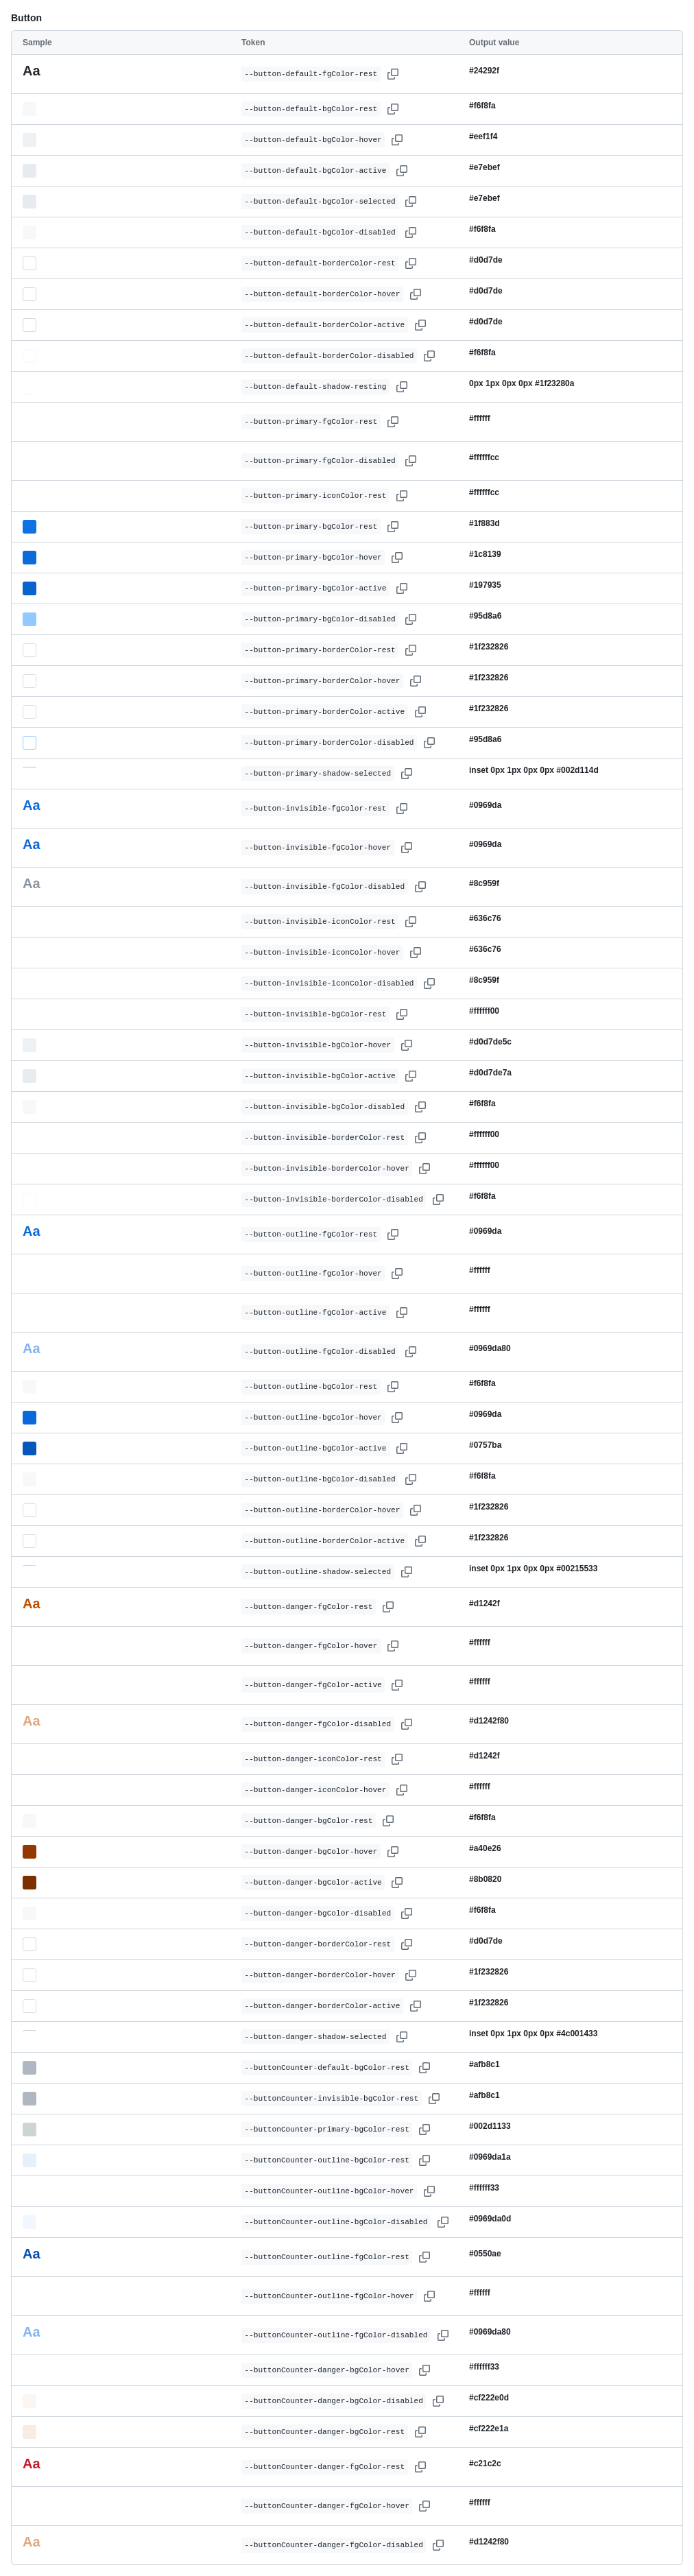 Button
Sample Token Output value
Aa --button-default-fgColor-rest #24292f
--button-default-bgColor-rest #f6f8fa
--button-default-bgColor-hover #eef1f4
--button-default-bgColor-active #e7ebef
--button-default-bgColor-selected #e7ebef
--button-default-bgColor-disabled #f6f8fa
--button-default-borderColor-rest #d0d7de
--button-default-borderColor-hover #d0d7de
--button-default-borderColor-active #d0d7de
--button-default-borderColor-disabled #f6f8fa
--button-default-shadow-resting 0px 1px 0px 0px #1f23280a
--button-primary-fgColor-rest #ffffff
--button-primary-fgColor-disabled #ffffffcc
--button-primary-iconColor-rest #ffffffcc
--button-primary-bgColor-rest #1f883d
--button-primary-bgColor-hover #1c8139
--button-primary-bgColor-active #197935
--button-primary-bgColor-disabled #95d8a6
--button-primary-borderColor-rest #1f232826
--button-primary-borderColor-hover #1f232826
--button-primary-borderColor-active #1f232826
--button-primary-borderColor-disabled #95d8a6
--button-primary-shadow-selected inset 0px 1px 0px 0px #002d114d
Aa --button-invisible-fgColor-rest #0969da
Aa --button-invisible-fgColor-hover #0969da
Aa --button-invisible-fgColor-disabled #8c959f
--button-invisible-iconColor-rest #636c76
--button-invisible-iconColor-hover #636c76
--button-invisible-iconColor-disabled #8c959f
--button-invisible-bgColor-rest #ffffff00
--button-invisible-bgColor-hover #d0d7de5c
--button-invisible-bgColor-active #d0d7de7a
--button-invisible-bgColor-disabled #f6f8fa
--button-invisible-borderColor-rest #ffffff00
--button-invisible-borderColor-hover #ffffff00
--button-invisible-borderColor-disabled #f6f8fa
Aa --button-outline-fgColor-rest #0969da
--button-outline-fgColor-hover #ffffff
--button-outline-fgColor-active #ffffff
Aa --button-outline-fgColor-disabled #0969da80
--button-outline-bgColor-rest #f6f8fa
--button-outline-bgColor-hover #0969da
--button-outline-bgColor-active #0757ba
--button-outline-bgColor-disabled #f6f8fa
--button-outline-borderColor-hover #1f232826
--button-outline-borderColor-active #1f232826
--button-outline-shadow-selected inset 0px 1px 0px 0px #00215533
Aa --button-danger-fgColor-rest #d1242f
--button-danger-fgColor-hover #ffffff
--button-danger-fgColor-active #ffffff
Aa --button-danger-fgColor-disabled #d1242f80
--button-danger-iconColor-rest #d1242f
--button-danger-iconColor-hover #ffffff
--button-danger-bgColor-rest #f6f8fa
--button-danger-bgColor-hover #a40e26
--button-danger-bgColor-active #8b0820
--button-danger-bgColor-disabled #f6f8fa
--button-danger-borderColor-rest #d0d7de
--button-danger-borderColor-hover #1f232826
--button-danger-borderColor-active #1f232826
--button-danger-shadow-selected inset 0px 1px 0px 0px #4c001433
--buttonCounter-default-bgColor-rest #afb8c1
--buttonCounter-invisible-bgColor-rest #afb8c1
--buttonCounter-primary-bgColor-rest #002d1133
--buttonCounter-outline-bgColor-rest #0969da1a
--buttonCounter-outline-bgColor-hover #ffffff33
--buttonCounter-outline-bgColor-disabled #0969da0d
Aa --buttonCounter-outline-fgColor-rest #0550ae
--buttonCounter-outline-fgColor-hover #ffffff
Aa --buttonCounter-outline-fgColor-disabled #0969da80
--buttonCounter-danger-bgColor-hover #ffffff33
--buttonCounter-danger-bgColor-disabled #cf222e0d
--buttonCounter-danger-bgColor-rest #cf222e1a
Aa --buttonCounter-danger-fgColor-rest #c21c2c
--buttonCounter-danger-fgColor-hover #ffffff
Aa --buttonCounter-danger-fgColor-disabled #d1242f80